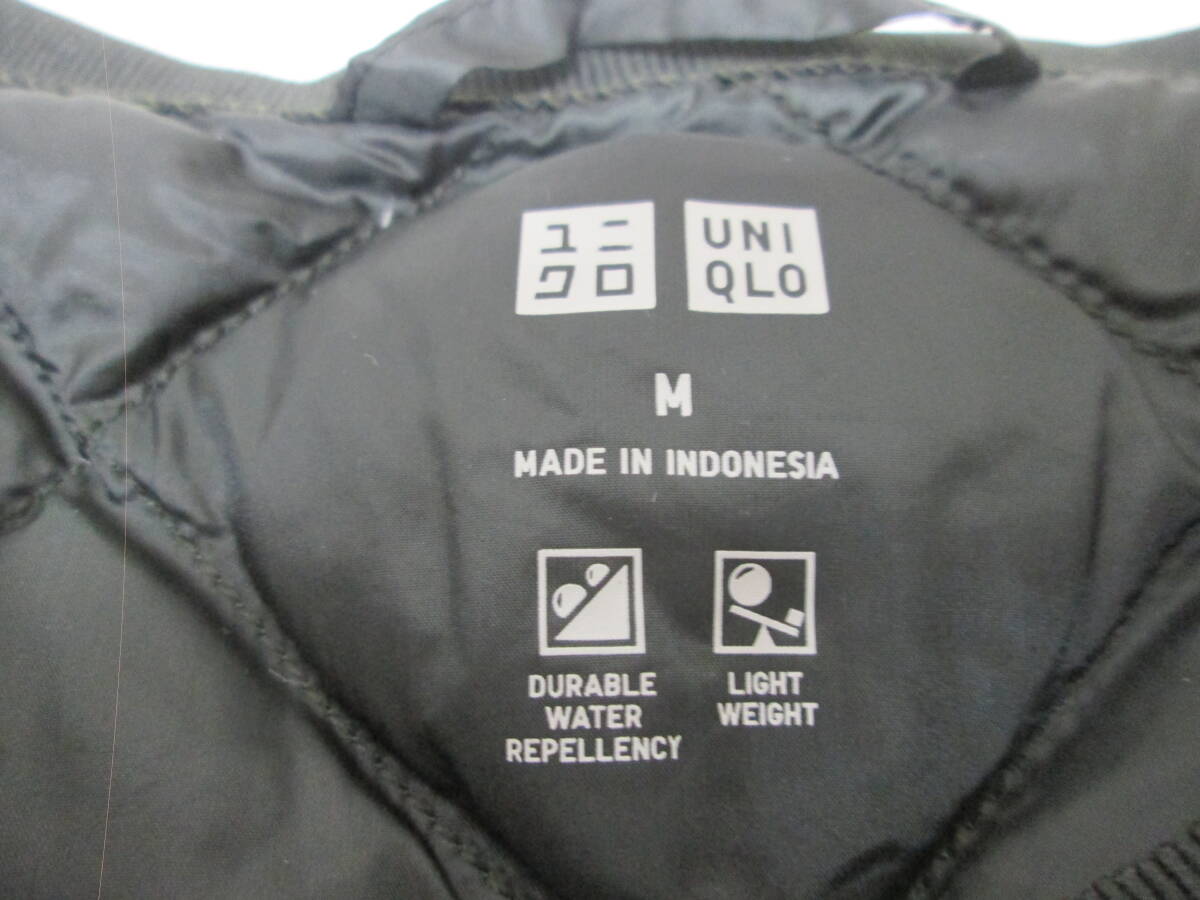 ユニ
クロ
UNI
QLO
M
MADE IN INDONESIA
DURABLE
WATER
REPELLENCY
LIGHT
WEIGHT